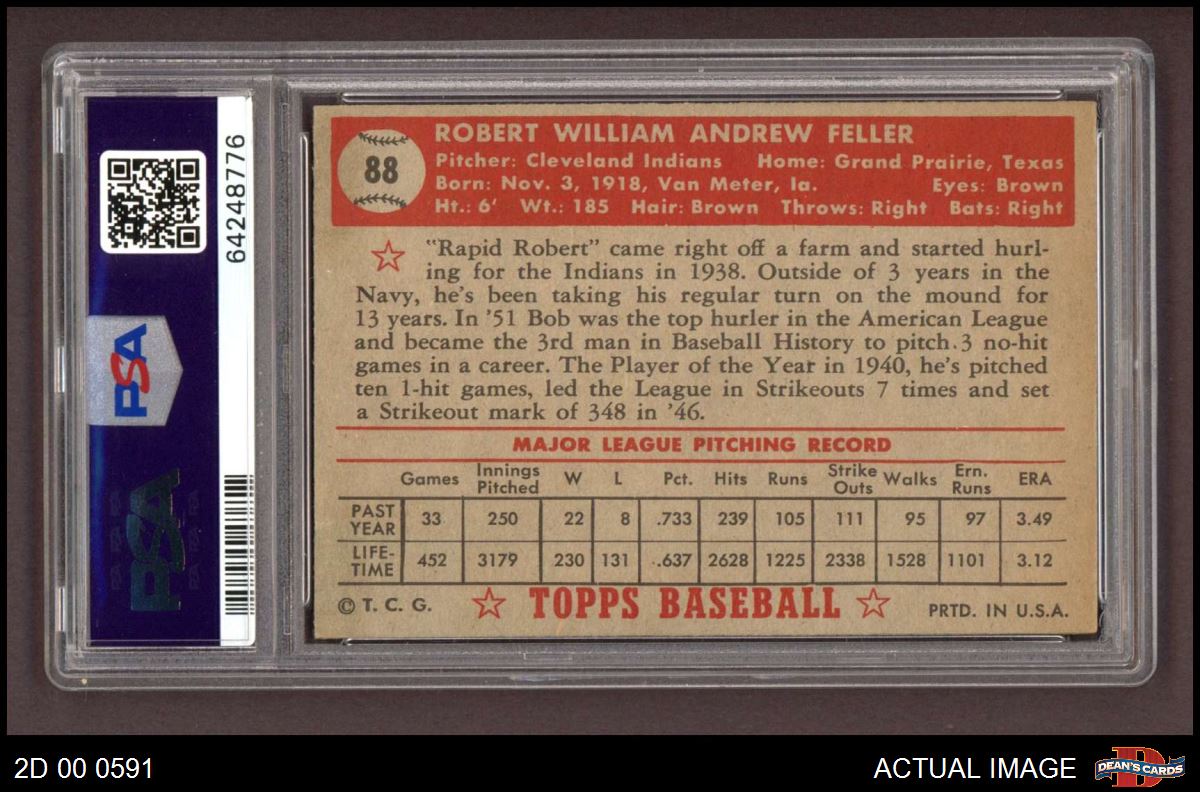 64248776
PSA
PSA
88
ROBERT WILLIAM ANDREW FELLER
Pitcher: Cleveland Indians Home: Grand Prairie, Texas
Born: Nov. 3, 1918, Van Meter, Ia. Eyes: Brown
Ht.: 6' Wt.: 185 Hair: Brown Throws: Right Bats: Right
"Rapid Robert" came right off a farm and started hurl-
ing for the Indians in 1938. Outside of 3 years in the
Navy, he's been taking his regular turn on the mound for
13 years. In '51 Bob was the top hurler in the American League
and became the 3rd man in Baseball History to pitch 3 no-hit
games in a career. The Player of the Year in 1940, he's pitched
ten 1-hit games, led the League in Strikeouts 7 times and set
a Strikeout mark of 348 in '46.
MAJOR LEAGUE PITCHING RECORD
Games Innings Pitched W L Pct. Hits Runs Strike Outs Walks Ern. Runs ERA
PAST YEAR 33 250 22 8 .733 239 105 111 95 97 3.49
LIFE-TIME 452 3179 230 131 .637 2628 1225 2338 1528 1101 3.12
© T. C. G. TOPPS BASEBALL PRTD. IN U.S.A.
2D 00 0591
ACTUAL IMAGE
DEAN'S CARDS